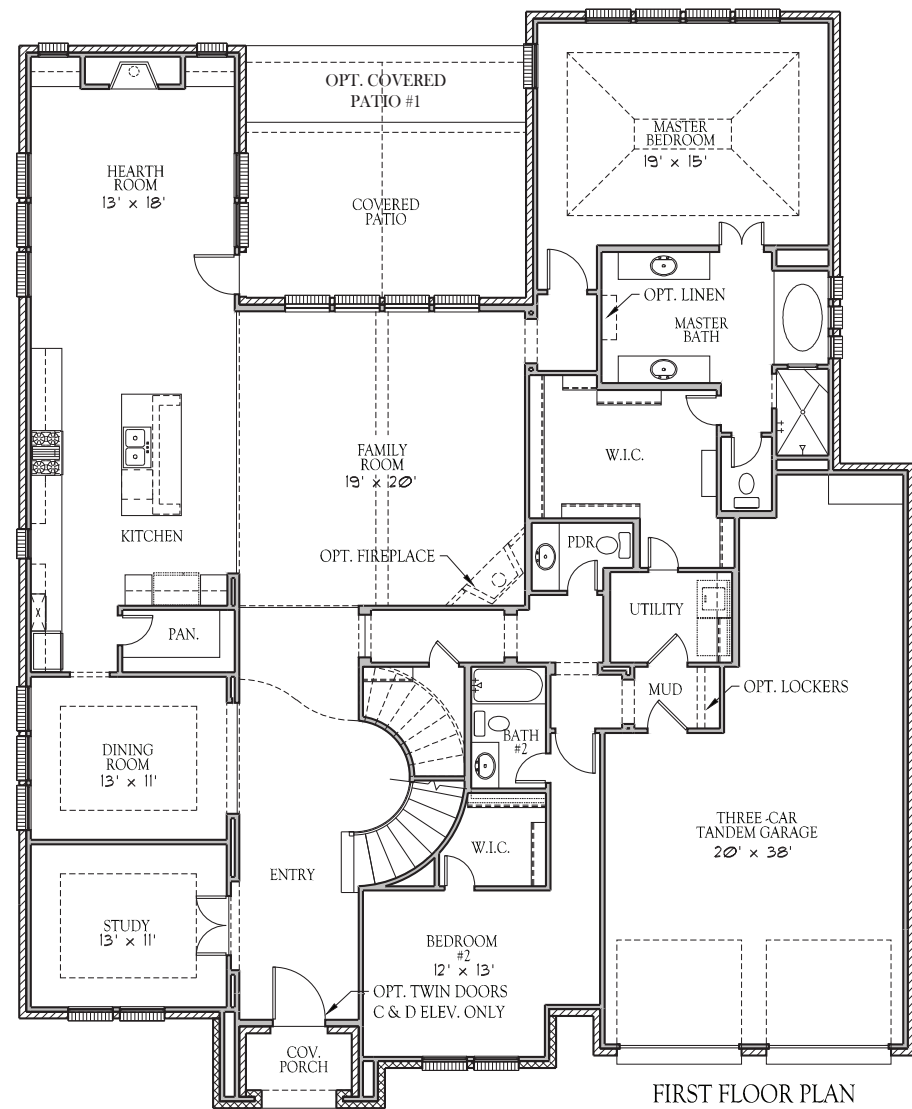 OPT. COVERED
PATIO #1
MASTER
BEDROOM
19' x 15'
HEARTH
ROOM
13' x 18'
COVERED
PATIO
OPT. LINEN
MASTER
BATH
FAMILY
ROOM
19' x 20'
W.I.C.
KITCHEN
OPT. FIREPLACE
PDR
PAN.
UTILITY
MUD
OPT. LOCKERS
DINING
ROOM
13' x 11'
BATH
#2
THREE-CAR
TANDEM GARAGE
20' x 38'
W.I.C.
ENTRY
STUDY
13' x 11'
BEDROOM
#2
12' x 13'
OPT. TWIN DOORS
C & D ELEV. ONLY
COV.
PORCH
FIRST FLOOR PLAN